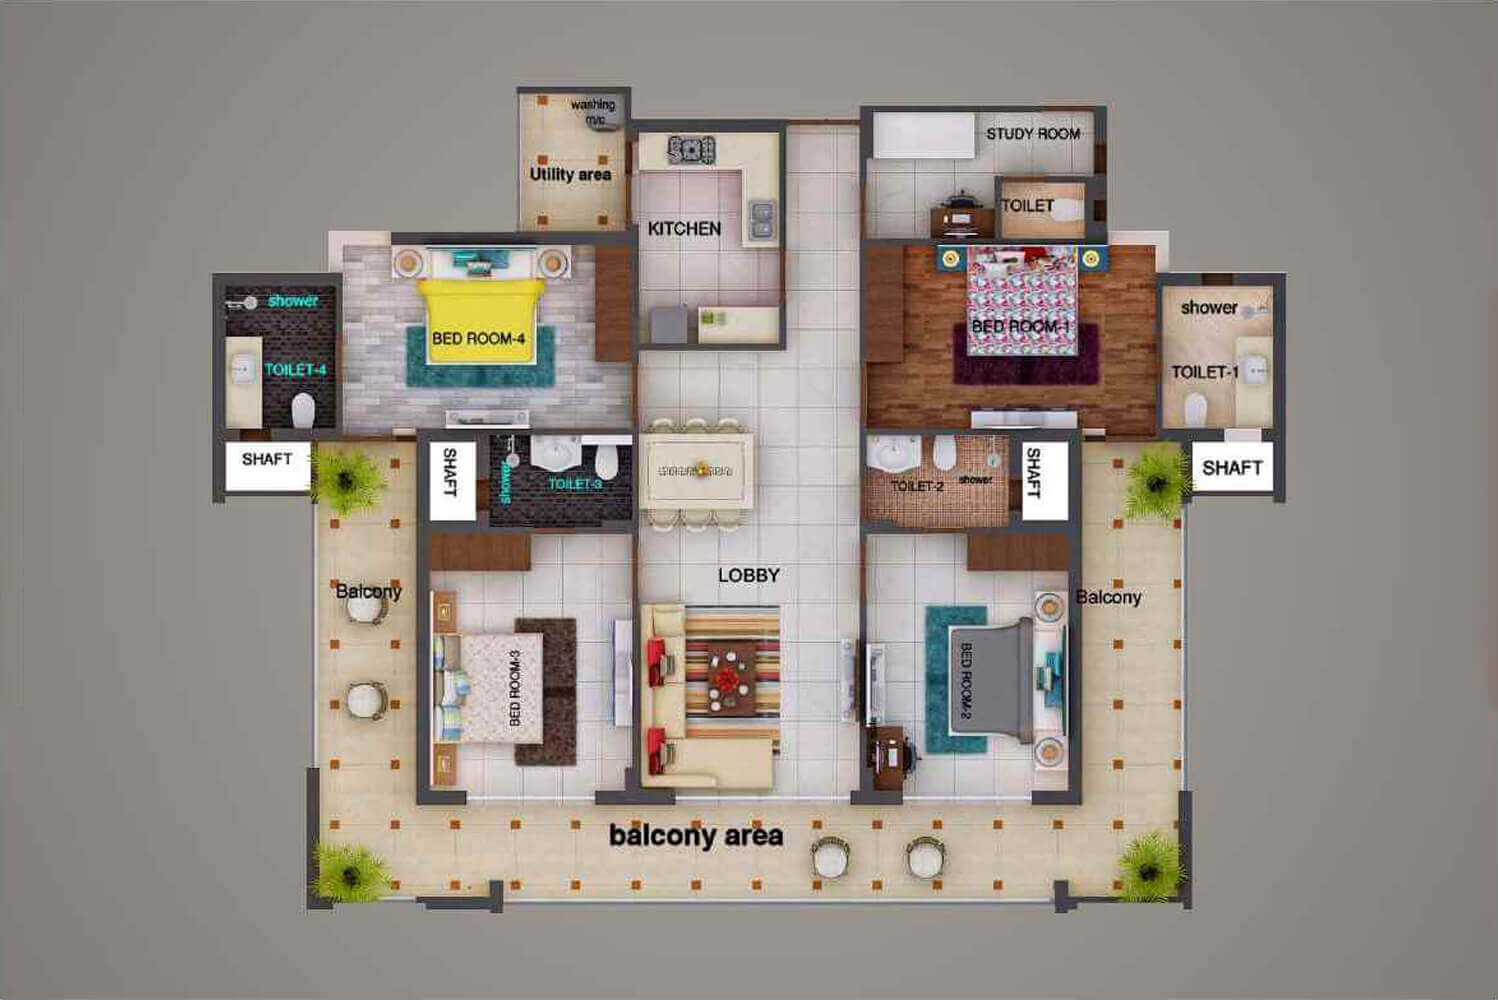 washing
m/c
Utility area
KITCHEN
STUDY ROOM
TOILET
shower
TOILET-4
BED ROOM-4
BED ROOM-1
shower
TOILET-1
SHAFT
SHAFT
shower
TOILET-3
TOILET-2
shower
SHAFT
SHAFT
LOBBY
Balcony
Balcony
BED ROOM-3
BED ROOM-2
balcony area